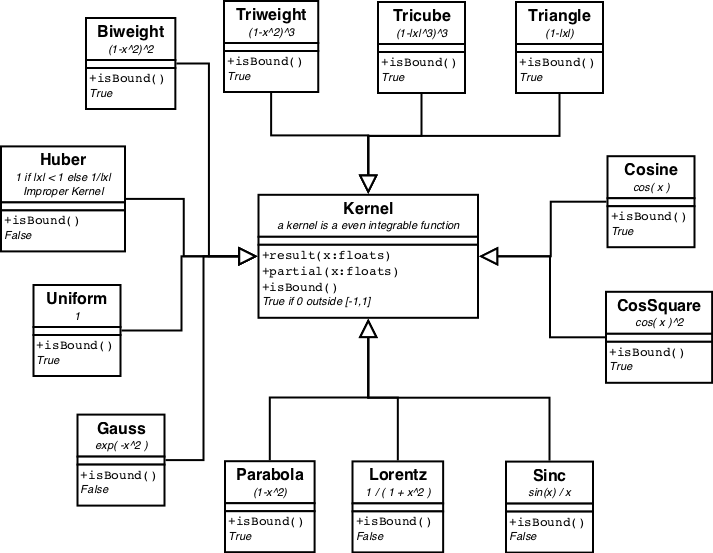 Biweight
(1-x^2)^2
+isBound()
True
Triweight
(1-x^2)^3
+isBound()
True
Tricube
(1-lxl^3)^3
+isBound()
True
Triangle
(1-lxl)
+isBound()
True
Huber
1 if lxl < 1 else 1/lxl
Improper Kernel
+isBound()
False
Kernel
a kernel is a even integrable function
+result(x:floats)
+partial(x:floats)
+isBound()
True if 0 outside [-1,1]
Cosine
cos( x )
+isBound()
True
Uniform
1
+isBound()
True
CosSquare
cos( x )^2
+isBound()
True
Gauss
exp( -x^2 )
+isBound()
False
Parabola
(1-x^2)
+isBound()
True
Lorentz
1 / ( 1 + x^2 )
+isBound()
False
Sinc
sin(x) / x
+isBound()
False